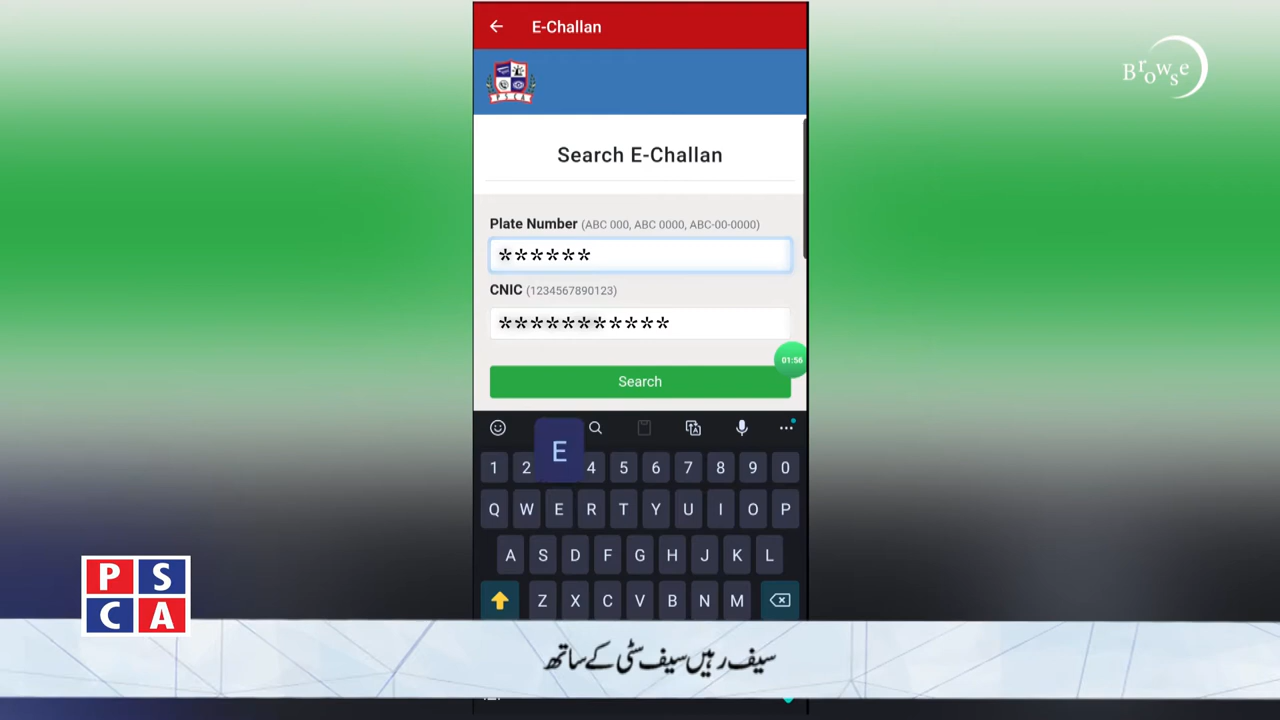 E-Challan
Browse
PSCA
Search E-Challan
Plate Number (ABC 000, ABC 0000, ABC-00-0000)
******
CNIC (1234567890123)
***********
01:56
Search
E
1 2 4 5 6 7 8 9 0
Q W E R T Y U I O P
A S D F G H J K L
Z X C V B N M
P S
C A
سیف رہیں سیف سٹی کے ساتھ